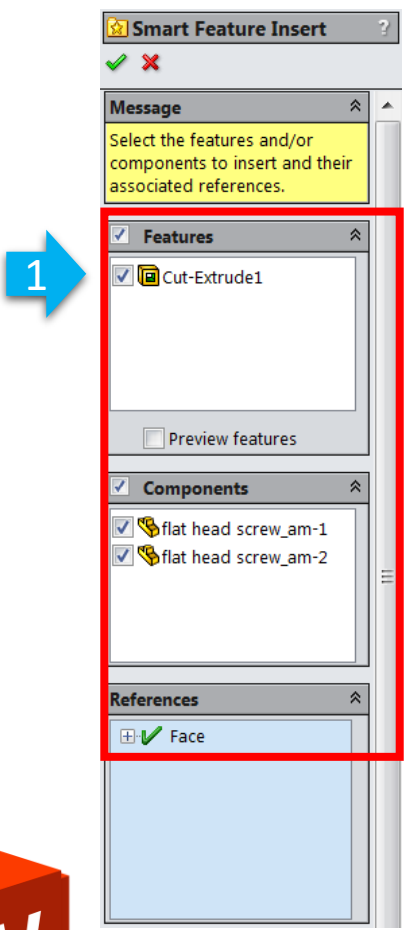 Smart Feature Insert ?
Message
Select the features and/or
components to insert and their
associated references.
Features
1
Cut-Extrude1
Preview features
Components
flat head screw_am-1
flat head screw_am-2
References
Face